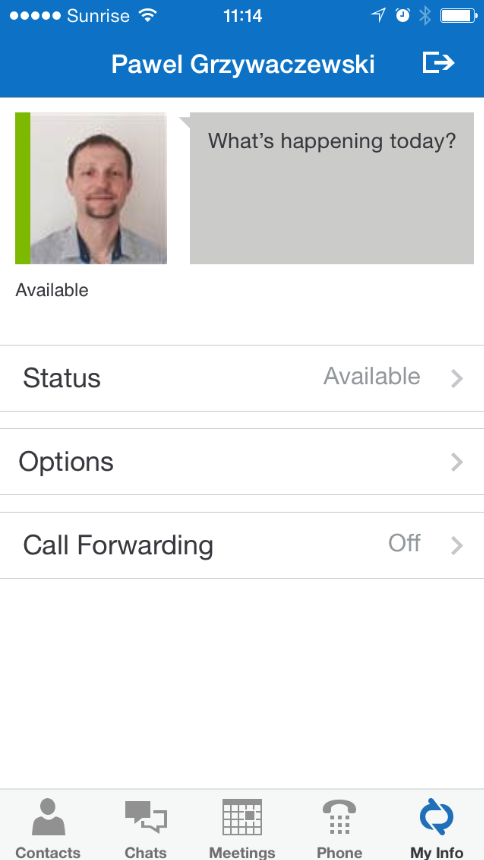 Sunrise 11:14
Pawel Grzywaczewski
What's happening today?
Available
Status Available
Options
Call Forwarding Off
Contacts Chats Meetings Phone My Info